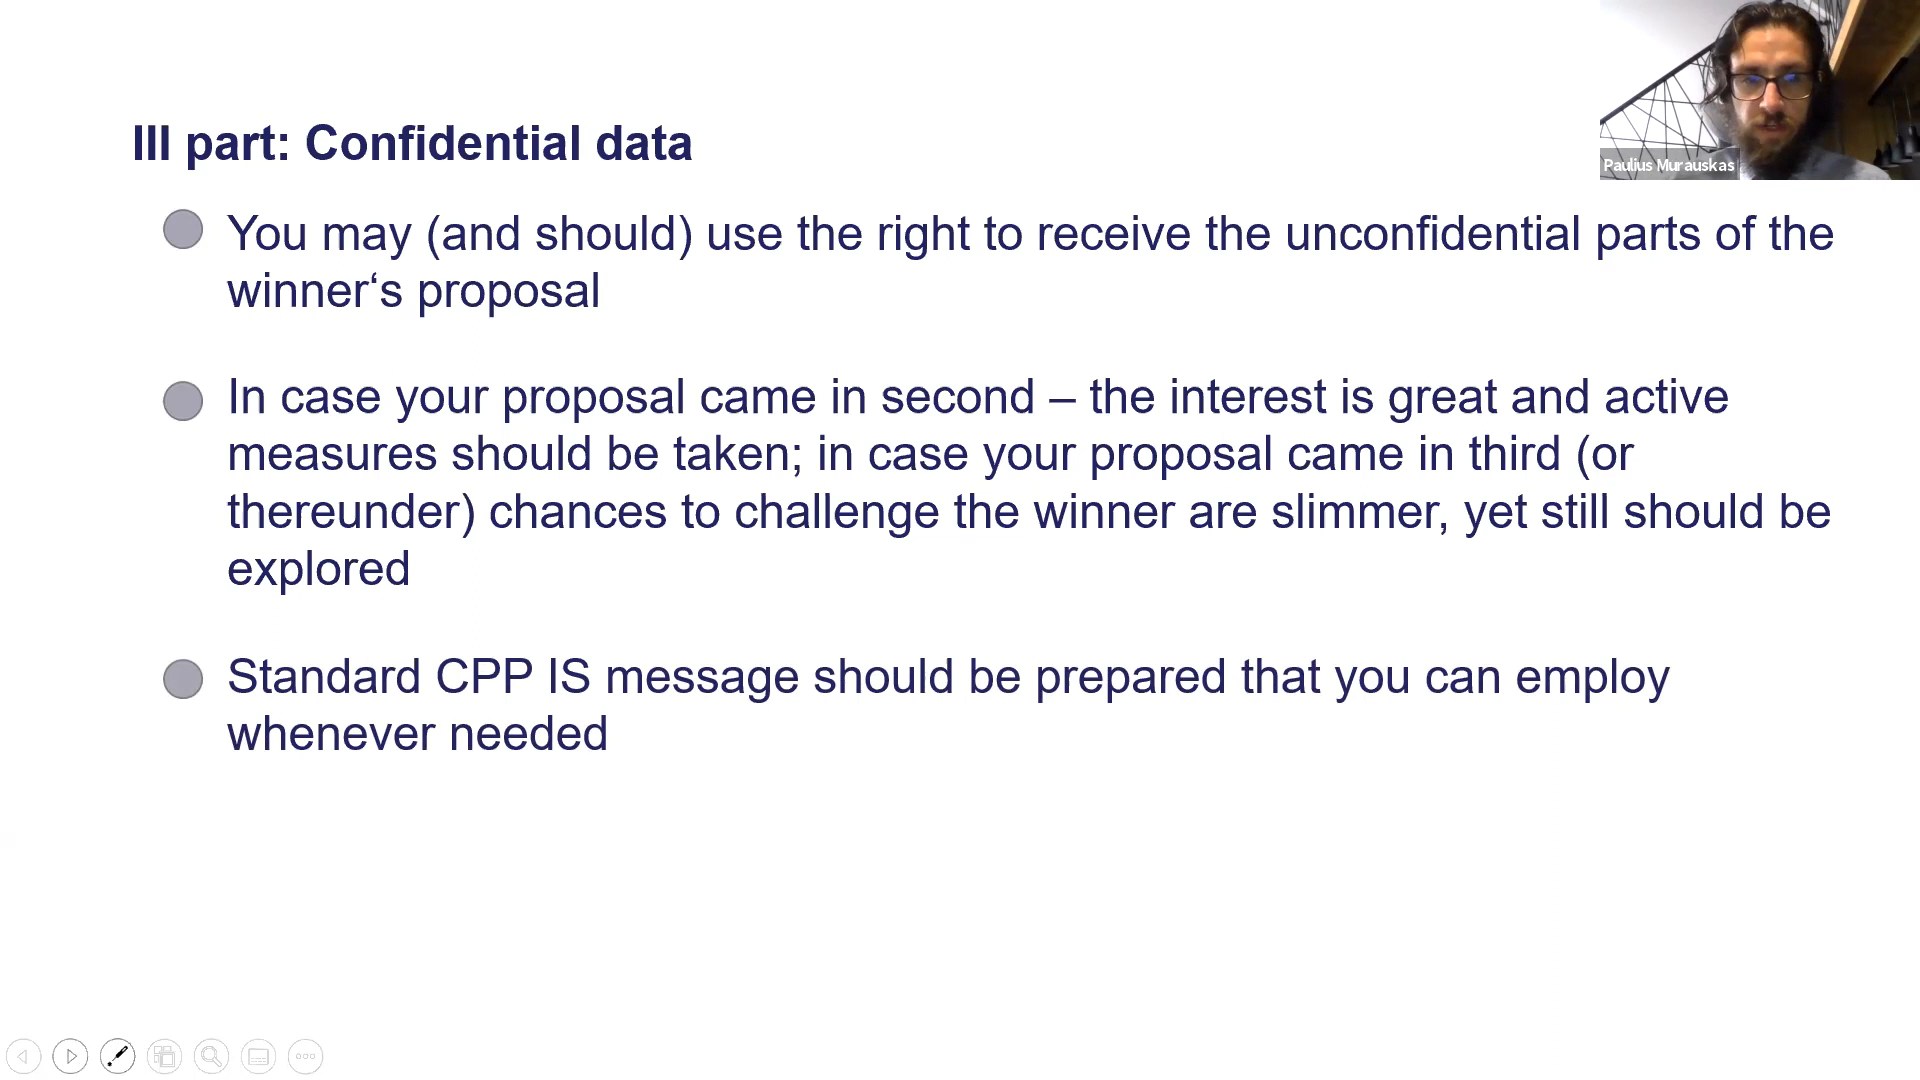 III part: Confidential data
Paulius Murauskas
You may (and should) use the right to receive the unconfidential parts of the
winner‘s proposal
In case your proposal came in second – the interest is great and active
measures should be taken; in case your proposal came in third (or
thereunder) chances to challenge the winner are slimmer, yet still should be
explored
Standard CPP IS message should be prepared that you can employ
whenever needed